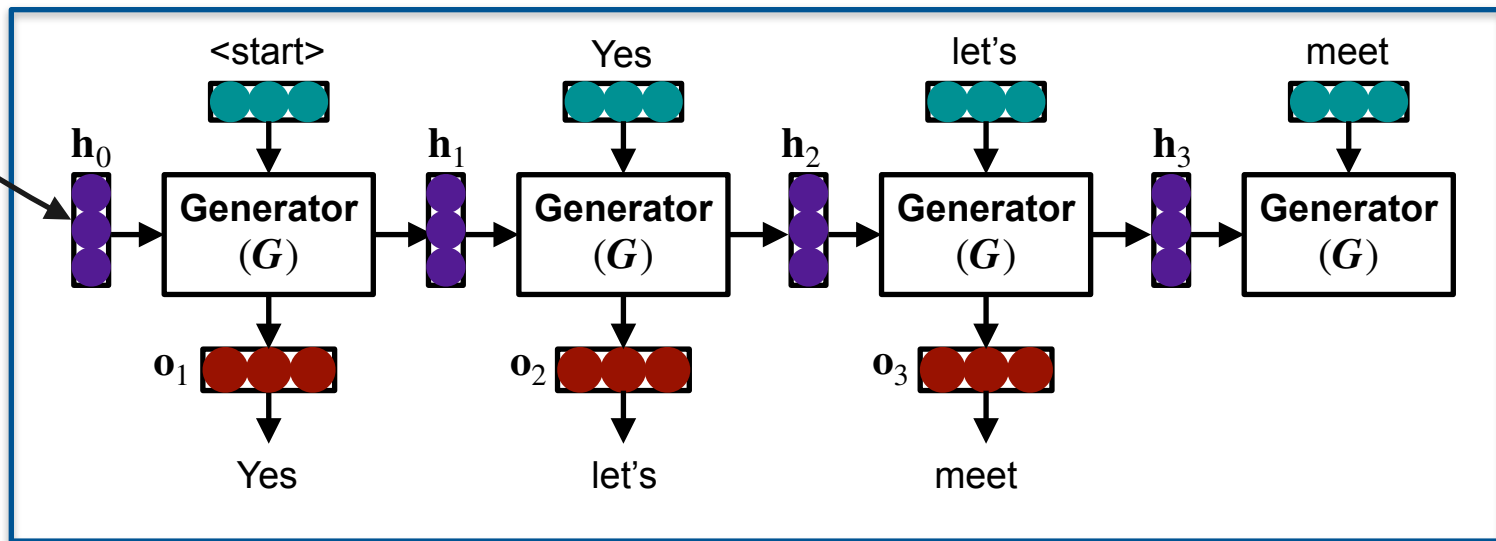 <start> Yes let's meet
h0 h1 h2 h3
Generator Generator Generator Generator
(G) (G) (G) (G)
o1 o2 o3
Yes let's meet